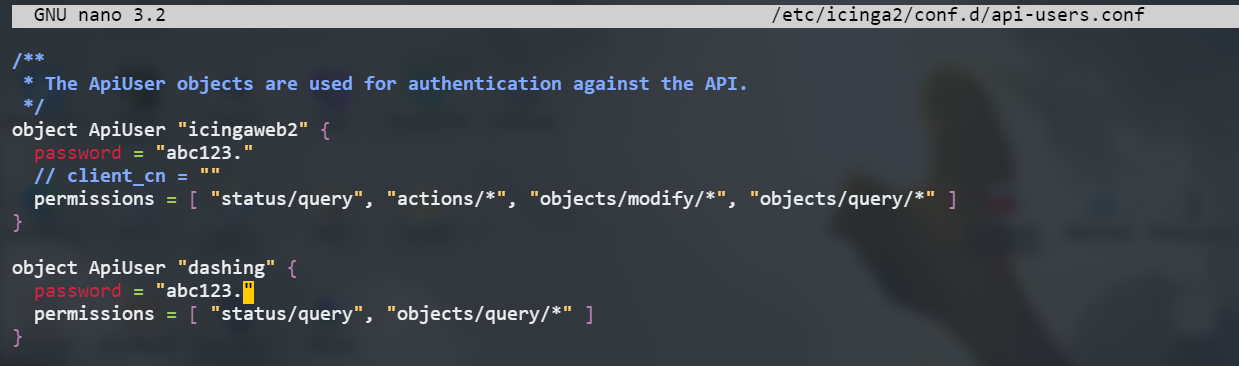 GNU nano 3.2 /etc/icinga2/conf.d/api-users.conf
/**
 * The ApiUser objects are used for authentication against the API.
 */
object ApiUser "icingaweb2" {
  password = "abc123."
  // client_cn = ""
  permissions = [ "status/query", "actions/*", "objects/modify/*", "objects/query/*" ]
}
object ApiUser "dashing" {
  password = "abc123."
  permissions = [ "status/query", "objects/query/*" ]
}